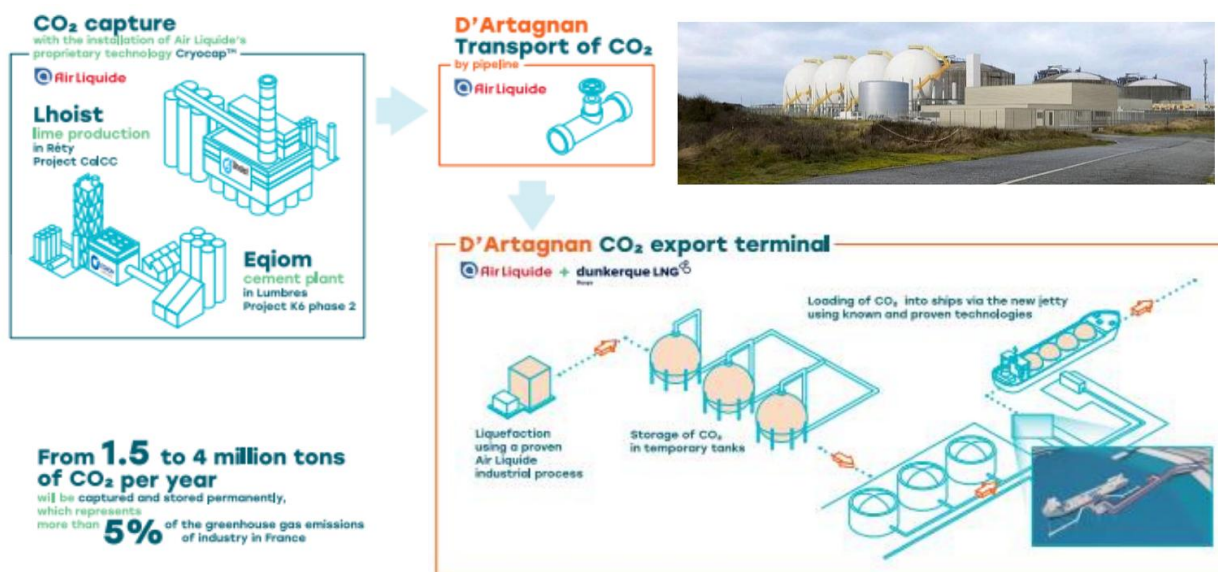 CO₂ capture
with the installation of Air Liquide's
proprietary technology Cryocap™
Air Liquide
Lhoist
lime production
in Réty
Project CalCC
Eqiom
cement plant
in Lumbres
Project K6 phase 2
From 1.5 to 4 million tons
of CO₂ per year
will be captured and stored permanently,
which represents
more than 5% of the greenhouse gas emissions
of industry in France
D'Artagnan
Transport of CO₂
by pipeline
Air Liquide
D'Artagnan CO₂ export terminal
Air Liquide + dunkerque LNG
Liquefaction
using a proven
Air Liquide
industrial process
Storage of CO₂
in temporary tanks
Loading of CO₂ into ships via the new jetty
using known and proven technologies